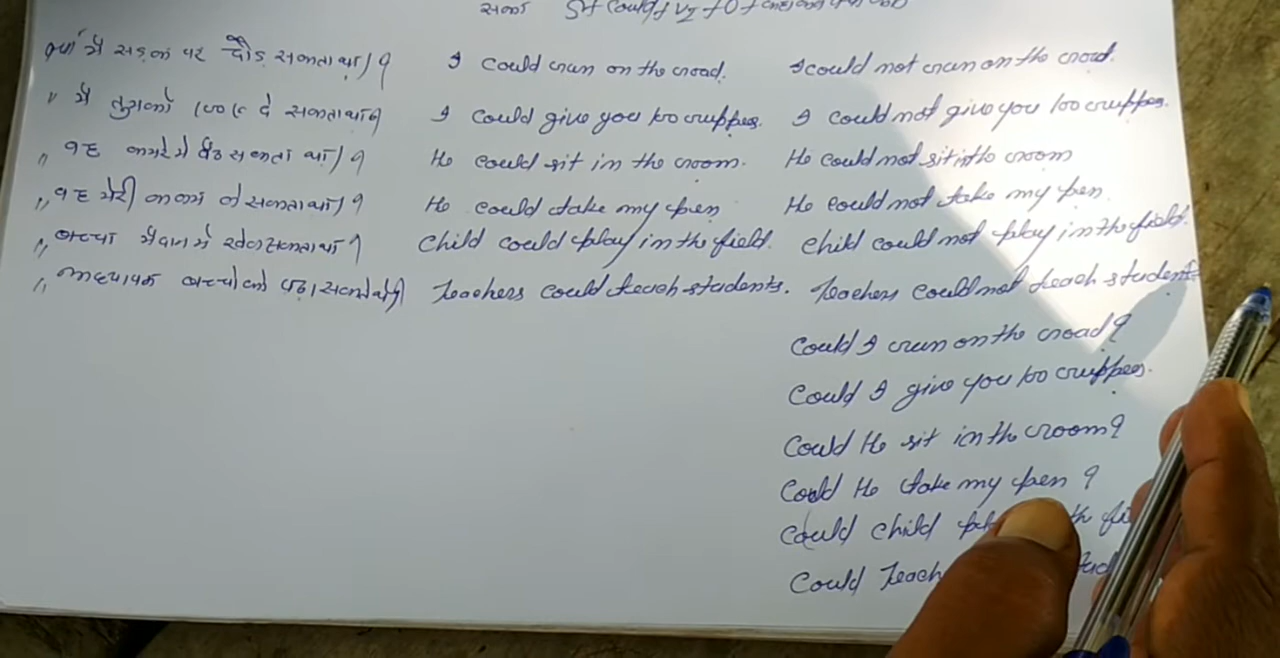 सका S+Could+V1+O+
क्या मैं सड़क पर दौड़ सकता था/? I could run on the road. I could not run on the road.
" मैं तुमको 100 ₹ दे सकता था/? I could give you 100 ruppees. I could not give you 100 ruppees.
" वह कमरे में बैठ सकता था/? He could sit in the room. He could not sit in the room
" वह मेरी कलम ले सकता था/? He could take my pen He could not take my pen
" बच्चा मैदान में खेल सकता था? Child could play in the field. child could not play in the field.
" अध्यापक बच्चों को पढ़ा सकते थे? Teachers could teach students. Teachers could not teach students
Could I run on the road?
Could I give you 100 ruppees.
Could He sit in the room?
Could He take my pen ?
Could child th
Could Teach